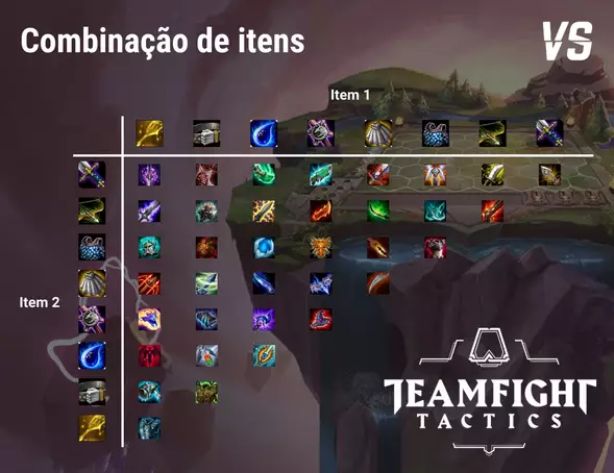 Combinação de itens
VS
Item 1
Item 2
TEAMFIGHT
TACTICS